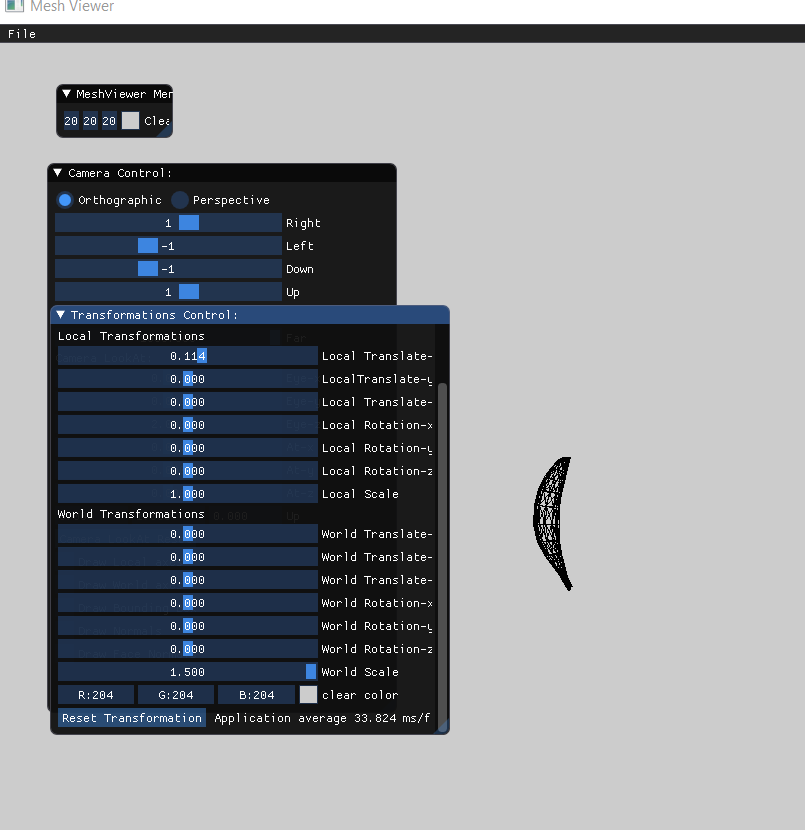 Mesh Viewer
File
MeshViewer Men
20 20 20 Clea
Camera Control:
Orthographic Perspective
1 Right
-1 Left
-1 Down
1 Up
Transformations Control:
Local Transformations
0.114 Local Translate-
0.000 LocalTranslate-y
0.000 Local Translate-
0.000 Local Rotation-x
0.000 Local Rotation-y
0.000 Local Rotation-z
1.000 Local Scale
World Transformations
0.000 World Translate-
0.000 World Translate-
0.000 World Translate-
0.000 World Rotation-x
0.000 World Rotation-y
0.000 World Rotation-z
1.500 World Scale
R:204 G:204 B:204 clear color
Reset Transformation Application average 33.824 ms/f